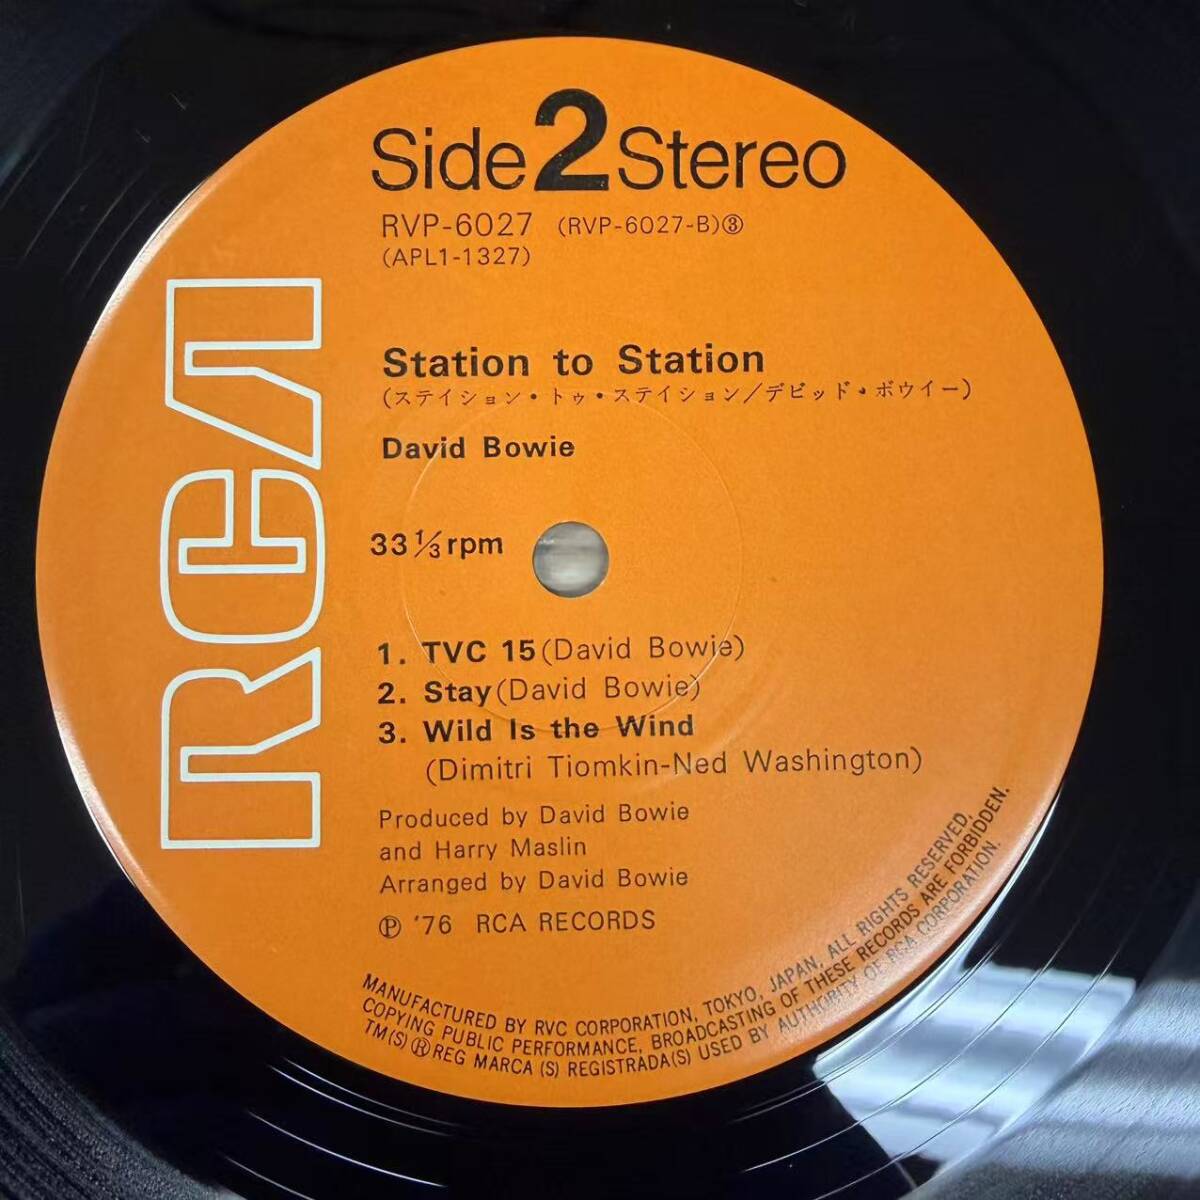 Side 2 Stereo
RVP-6027 (RVP-6027-B)③
(APL1-1327)
RCA
Station to Station
(ステイション・トゥ・ステイション/デビッド・ボウイー)
David Bowie
33 1/3 rpm
1. TVC 15 (David Bowie)
2. Stay (David Bowie)
3. Wild Is the Wind
(Dimitri Tiomkin-Ned Washington)
Produced by David Bowie
and Harry Maslin
Arranged by David Bowie
Ⓟ '76 RCA RECORDS
MANUFACTURED BY RVC CORPORATION, TOKYO, JAPAN, ALL RIGHTS RESERVED,
COPYING PUBLIC PERFORMANCE, BROADCASTING OF THESE RECORDS ARE FORBIDDEN.
TM(S) ® REG MARCA (S) REGISTRADA(S) USED BY AUTHORITY OF RCA CORPORATION.